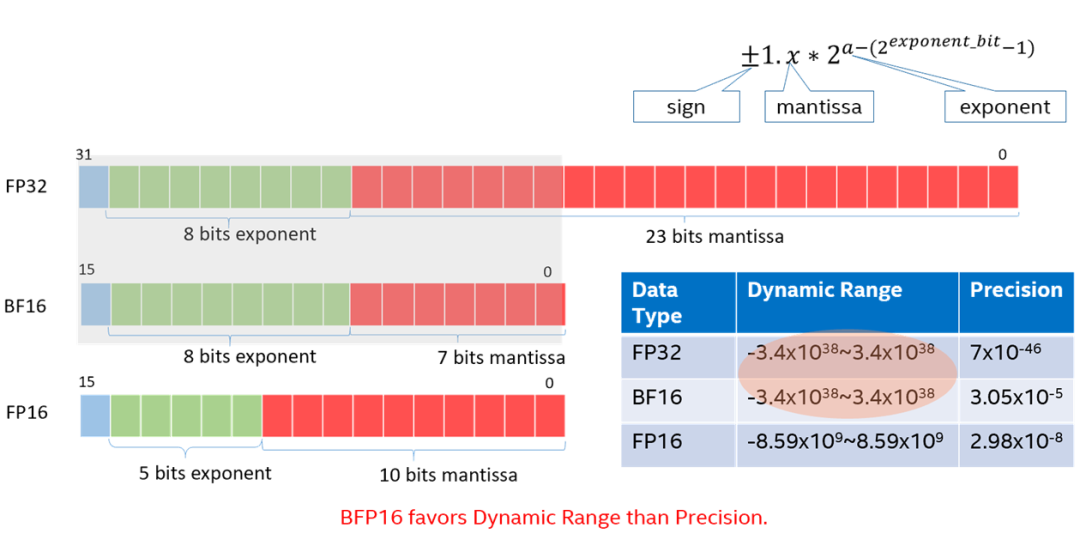 ±1.x * 2^{a−(2^{exponent_bit}−1)}
sign mantissa exponent
31 0
FP32
8 bits exponent 23 bits mantissa
15 0
BF16
8 bits exponent 7 bits mantissa
15 0
FP16
5 bits exponent 10 bits mantissa
Data Type Dynamic Range Precision
FP32 -3.4x10^{38}~3.4x10^{38} 7x10^{-46}
BF16 -3.4x10^{38}~3.4x10^{38} 3.05x10^{-5}
FP16 -8.59x10^{9}~8.59x10^{9} 2.98x10^{-8}
BFP16 favors Dynamic Range than Precision.